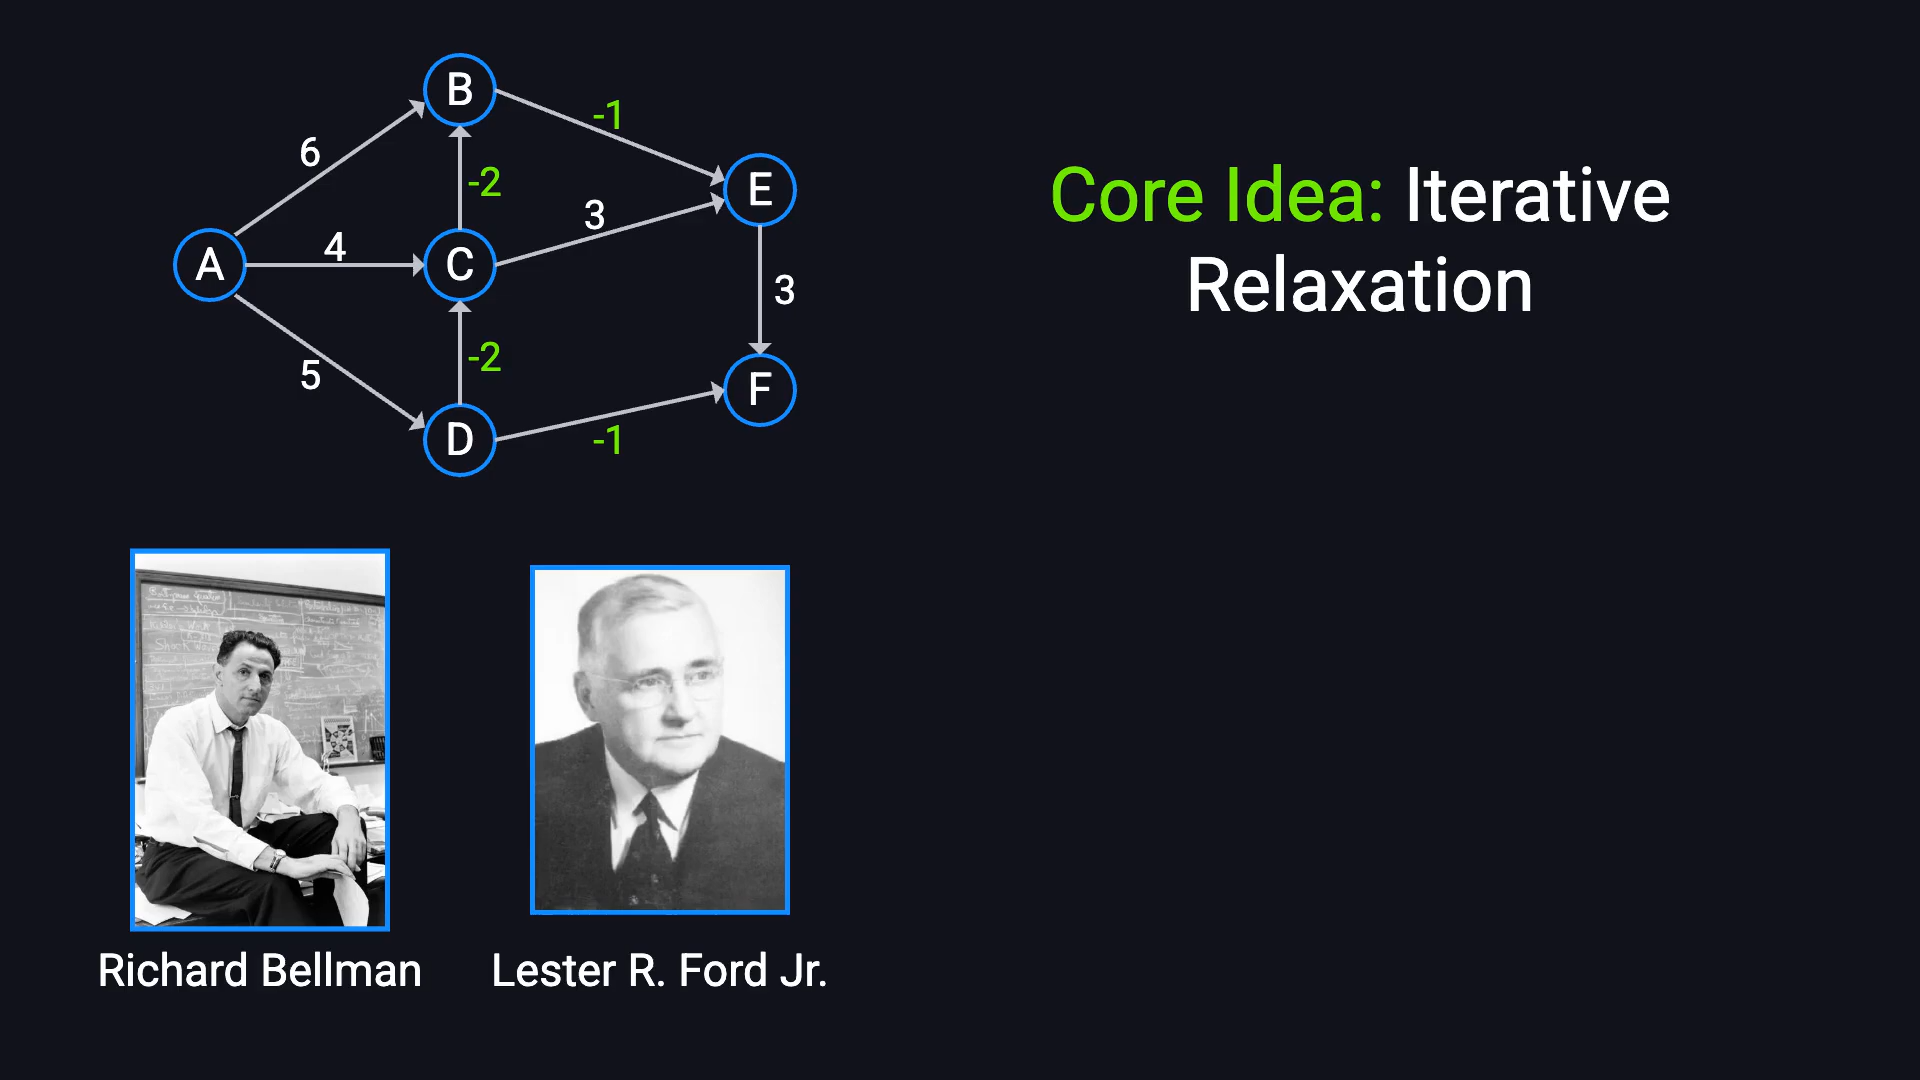 B
-1
6
E
-2
3
4
A
C
3
-2
5
F
D
-1
Core Idea: Iterative
Relaxation
Richard Bellman
Lester R. Ford Jr.